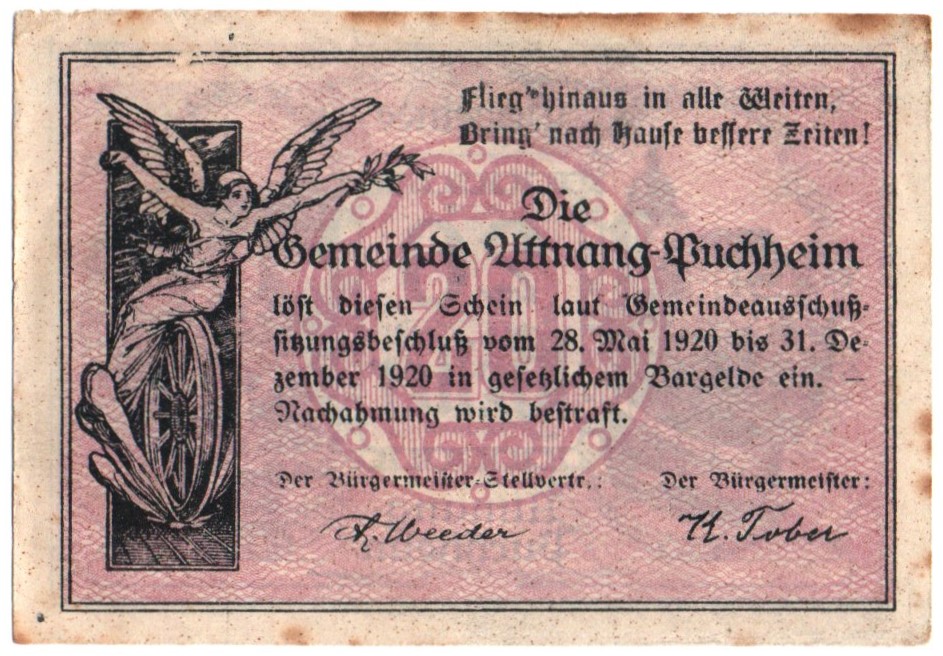 Flieg' hinaus in alle Weiten,
Bring' nach Hause bessere Zeiten!
Die
Gemeinde Attnang-Puchheim
löst diesen Schein laut Gemeindeausschuß-
sitzungsbeschluß vom 28. Mai 1920 bis 31. De-
zember 1920 in gesetzlichem Bargelde ein. —
Nachahmung wird bestraft.
20
Der Bürgermeister-Stellvertr.:
Der Bürgermeister:
Weeder
K. Tober